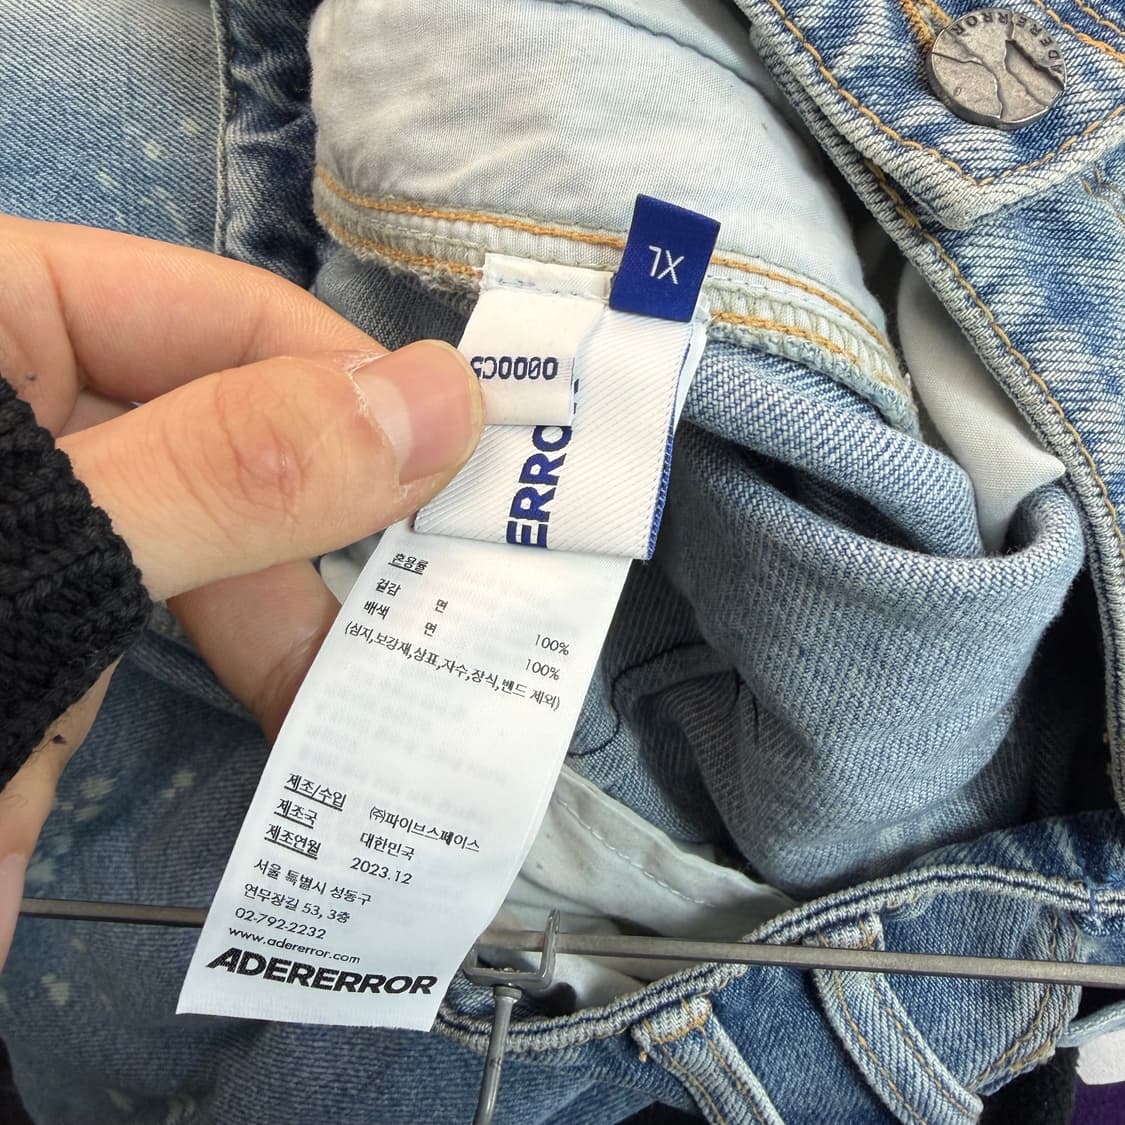 ADERERROR
XL
ERRO
혼용률
겉감 면 100%
배색 면 100%
(심지,보강재,상표,자수,장식,밴드 제외)
제조/수입 ㈜파이브스페이스
제조국 대한민국
제조연월 2023.12
서울 특별시 성동구
연무장길 53, 3층
02-792-2232
www.adererror.com
ADERERROR